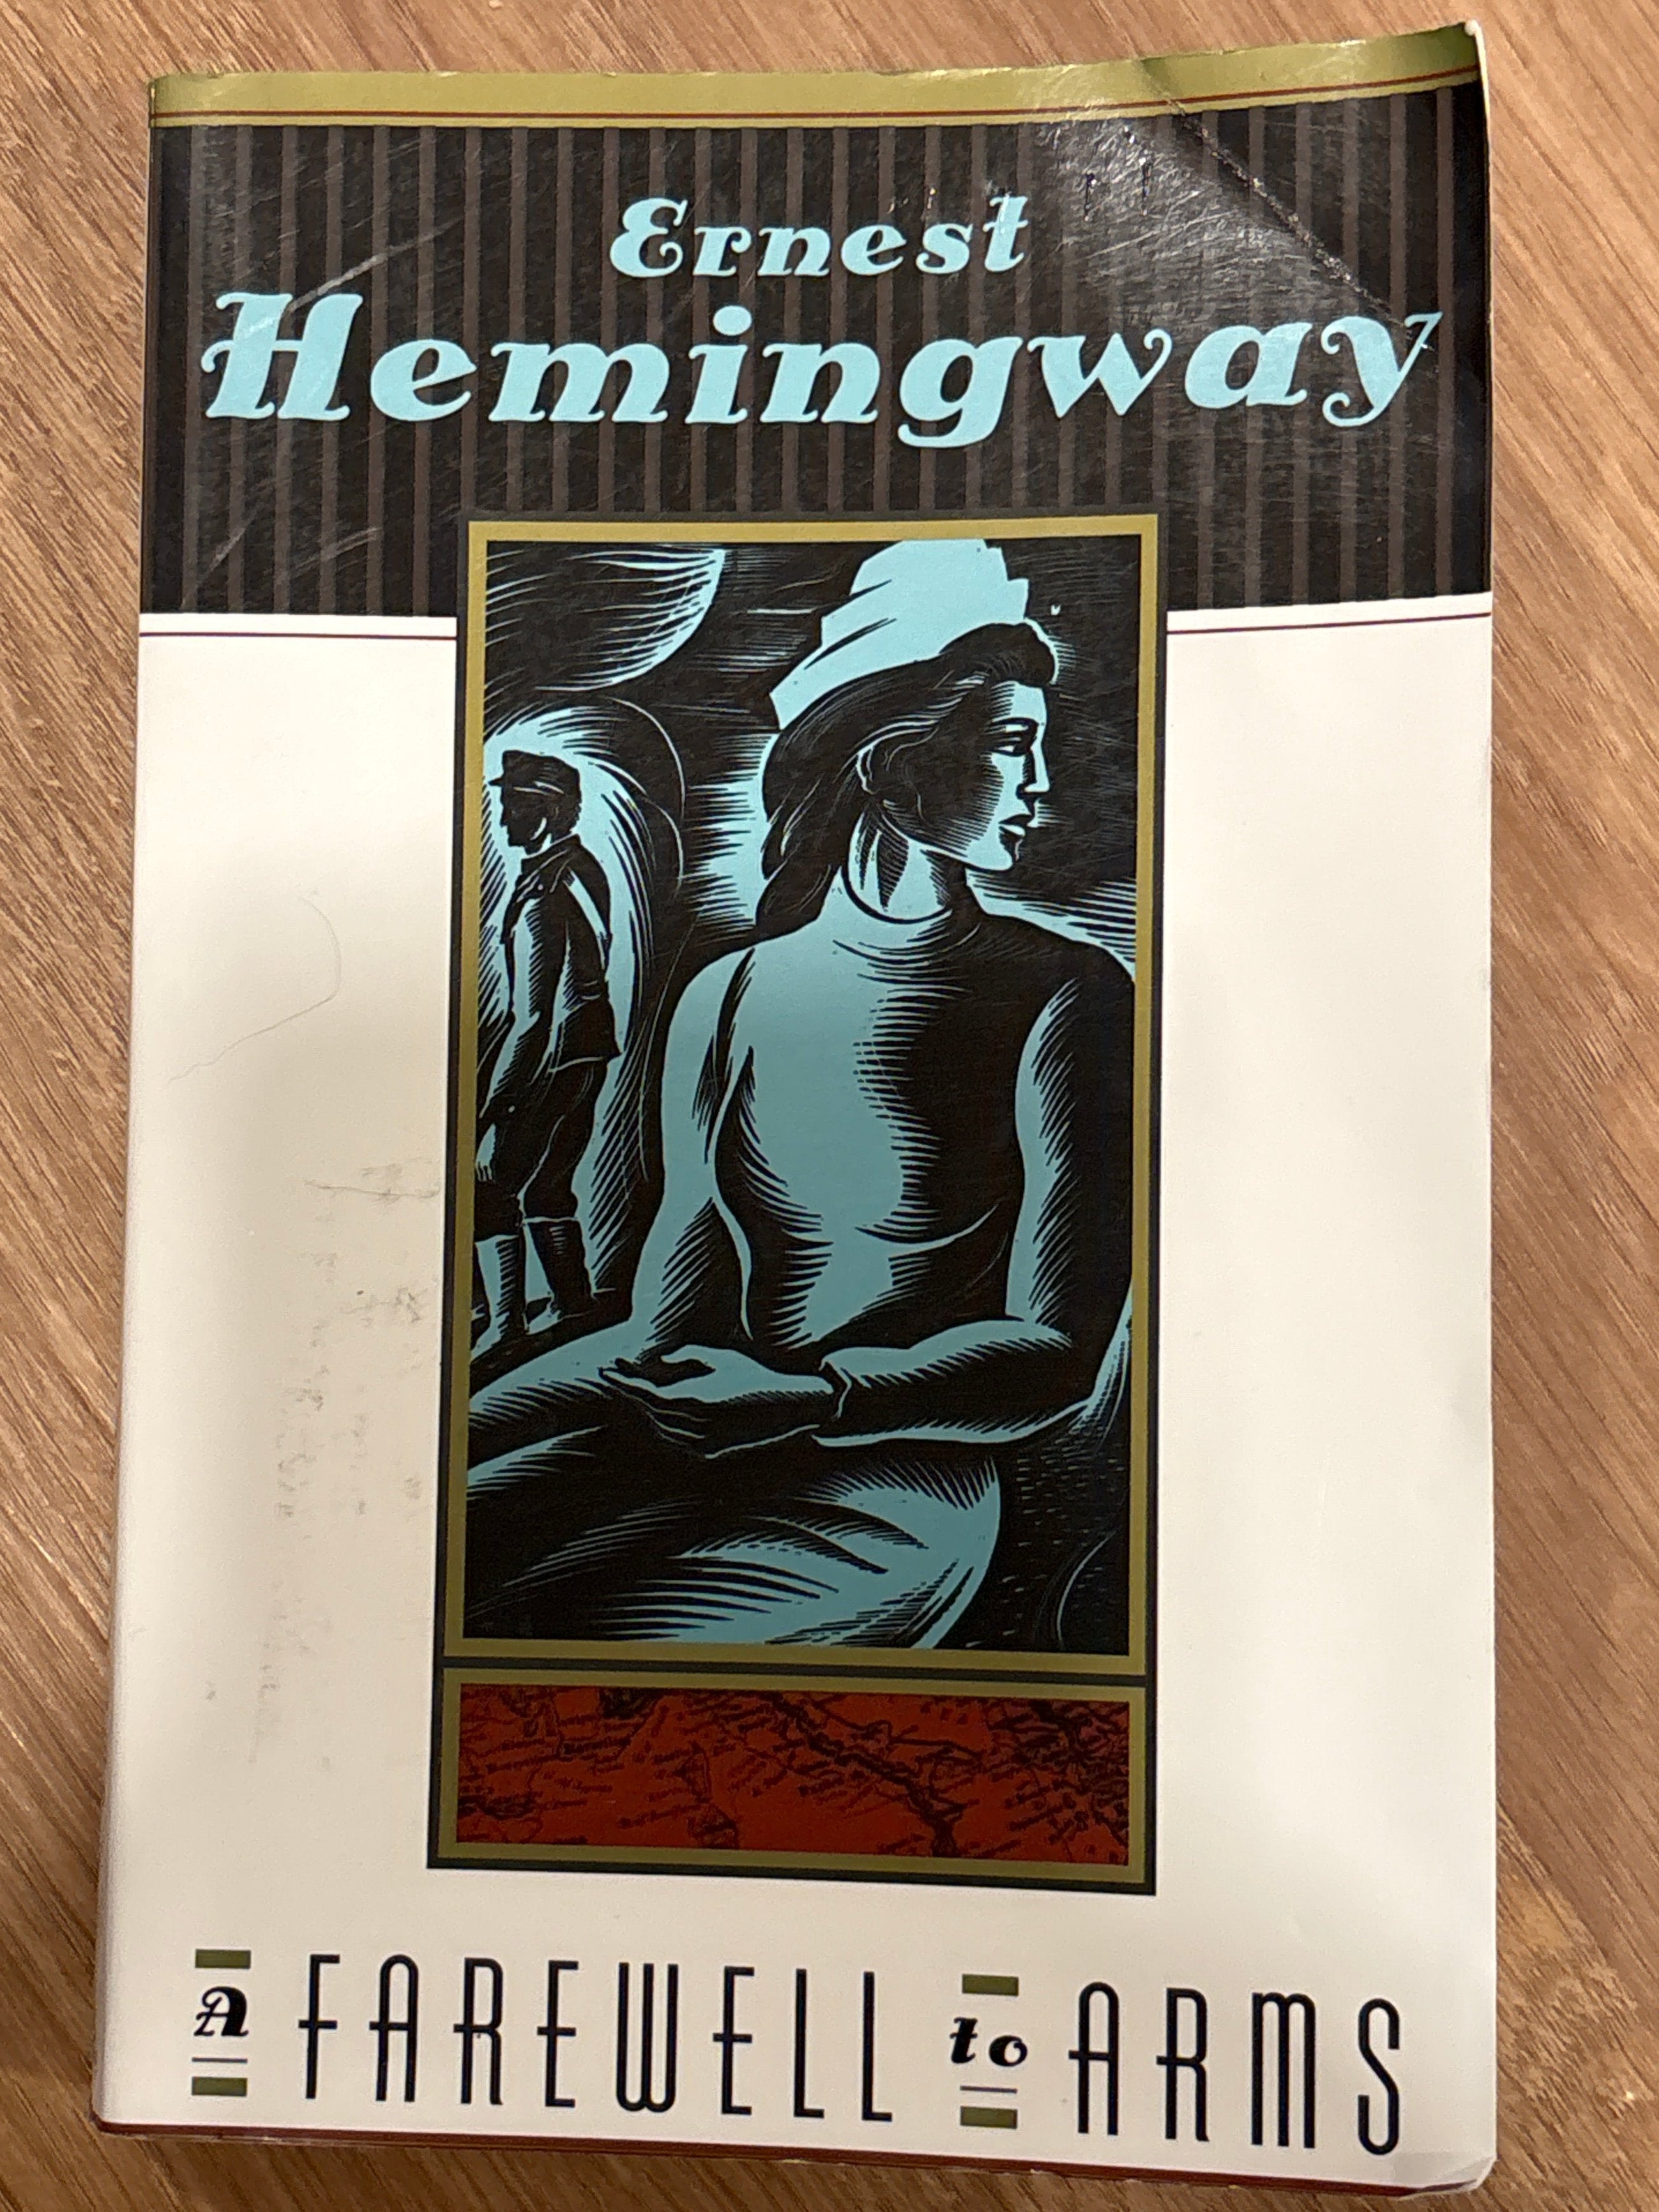 Ernest
Hemingway
A FAREWELL to ARMS